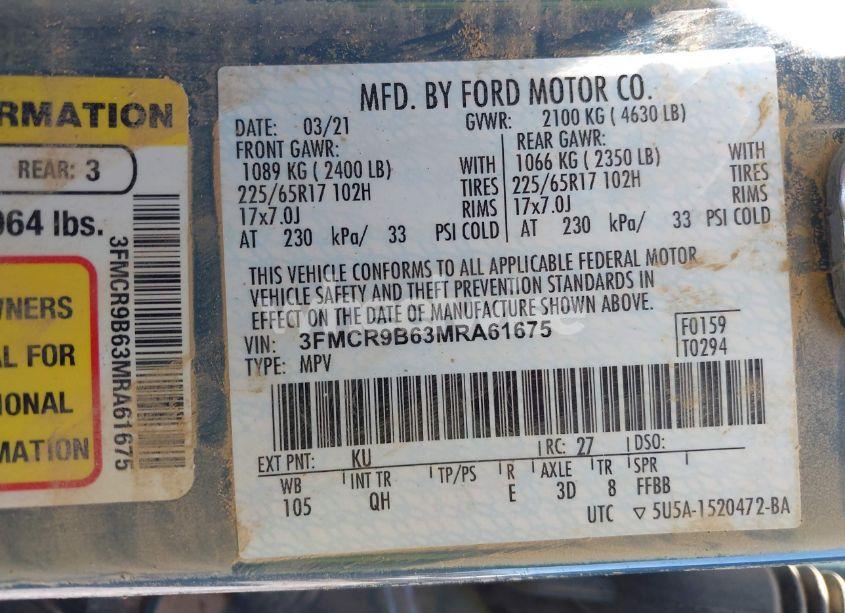 RMATION
REAR: 3
964 lbs.
WNERS
AL FOR
IONAL
MATION
3FMCR9B63MRA61675
MFD. BY FORD MOTOR CO.
DATE: 03/21 GVWR: 2100 KG ( 4630 LB)
FRONT GAWR: REAR GAWR:
1089 KG ( 2400 LB) WITH 1066 KG ( 2350 LB) WITH
225/65R17 102H TIRES 225/65R17 102H TIRES
17x7.0J RIMS 17x7.0J RIMS
AT 230 kPa/ 33 PSI COLD AT 230 kPa/ 33 PSI COLD
THIS VEHICLE CONFORMS TO ALL APPLICABLE FEDERAL MOTOR
VEHICLE SAFETY AND THEFT PREVENTION STANDARDS IN
EFFECT ON THE DATE OF MANUFACTURE SHOWN ABOVE.
VIN: 3FMCR9B63MRA61675 F0159
TYPE: MPV T0294
EXT PNT: KU RC: 27 DSO:
WB INT TR TP/PS R AXLE TR SPR
105 QH E 3D 8 FFBB
UTC ▽ 5U5A-1520472-BA